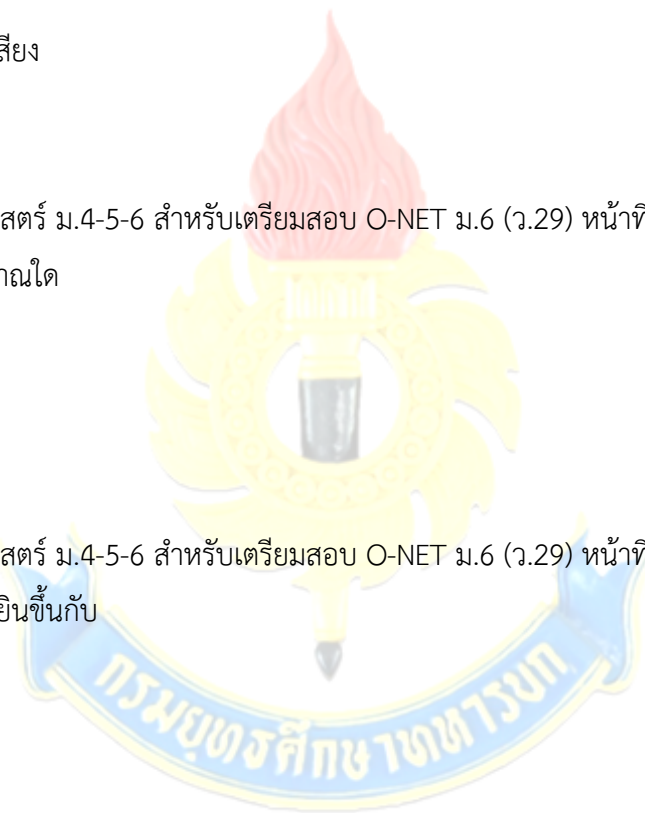 สียง
สตร์ ม.4-5-6 สำหรับเตรียมสอบ O-NET ม.6 (ว.29) หน้าที
าณใด
สตร์ ม.4-5-6 สำหรับเตรียมสอบ O-NET ม.6 (ว.29) หน้าที
ยินขึ้นกับ
กรมยุทธศึกษาทหารบก